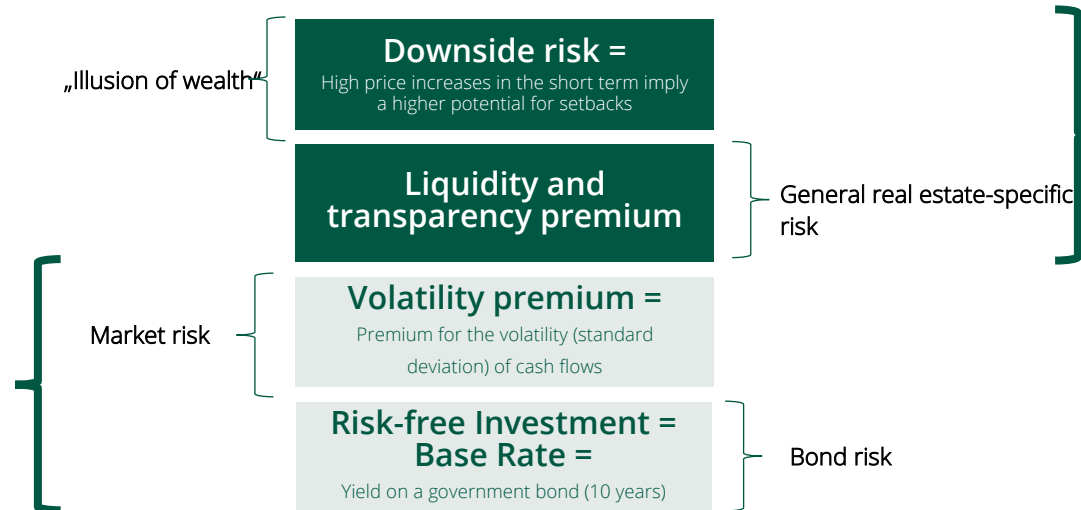 Downside risk =
„Illusion of wealth“
High price increases in the short term imply
a higher potential for setbacks
Liquidity and
transparency premium
General real estate-specific
risk
Volatility premium =
Market risk
Premium for the volatility (standard
deviation) of cash flows
Risk-free Investment =
Base Rate =
Bond risk
Yield on a government bond (10 years)